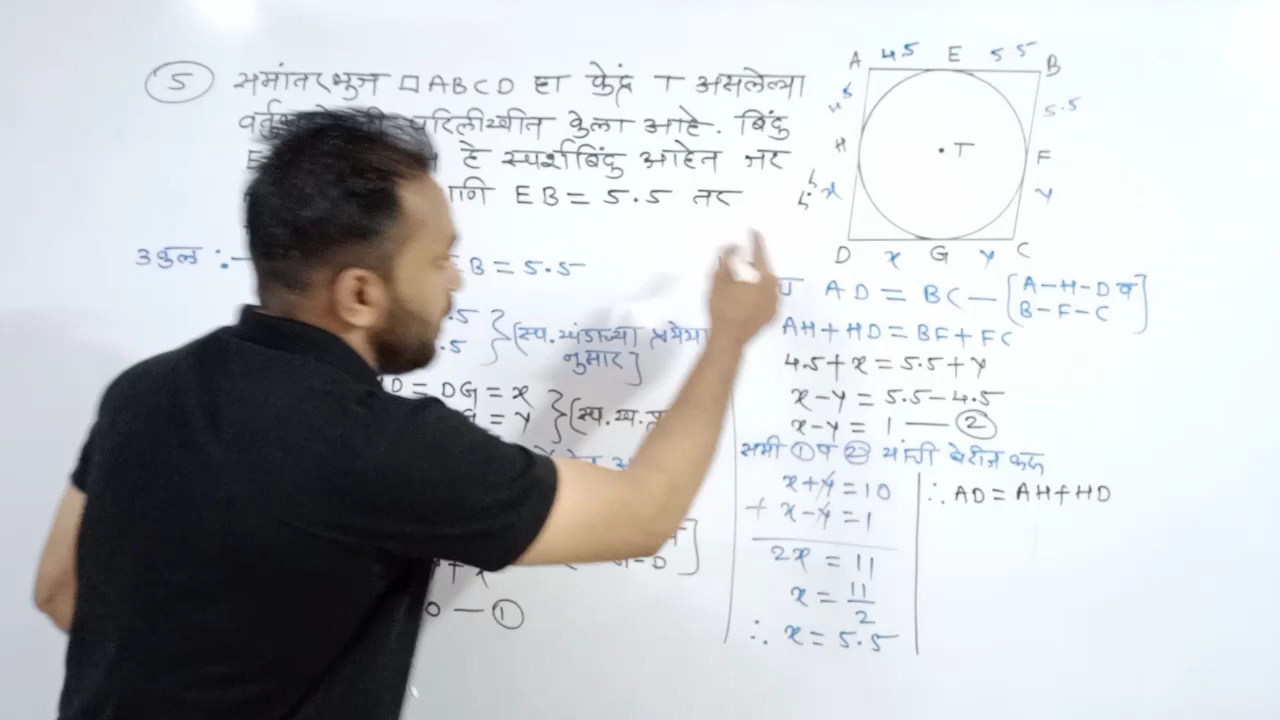 5 समांतरभुज □ABCD हा केंद्र T असलेल्या
परिलीखीत केला आहे. बिंदु
हे स्पर्शबिंदु आहेत जर
EB = 5.5 तर
उकल :-
B = 5.5
.5
.5 } [स्प. खंडाच्या प्रमेया
नुसार]
D = DG = x
= y } [स्प. ख. प्र
-D ]
+ x
0 — ①
A 4.5 E 5.5 B
4.5 5.5
H T F
x y
5.5
D x G y C
AD = BC — [A-H-D व
B-F-C]
AH + HD = BF + FC
4.5 + x = 5.5 + y
x - y = 5.5 - 4.5
x - y = 1 — ②
समी ① व ② यांची बेरीज करू
x + y = 10
+ x - y = 1
2x = 11
x = 11/2
∴ x = 5.5
∴ AD = AH + HD